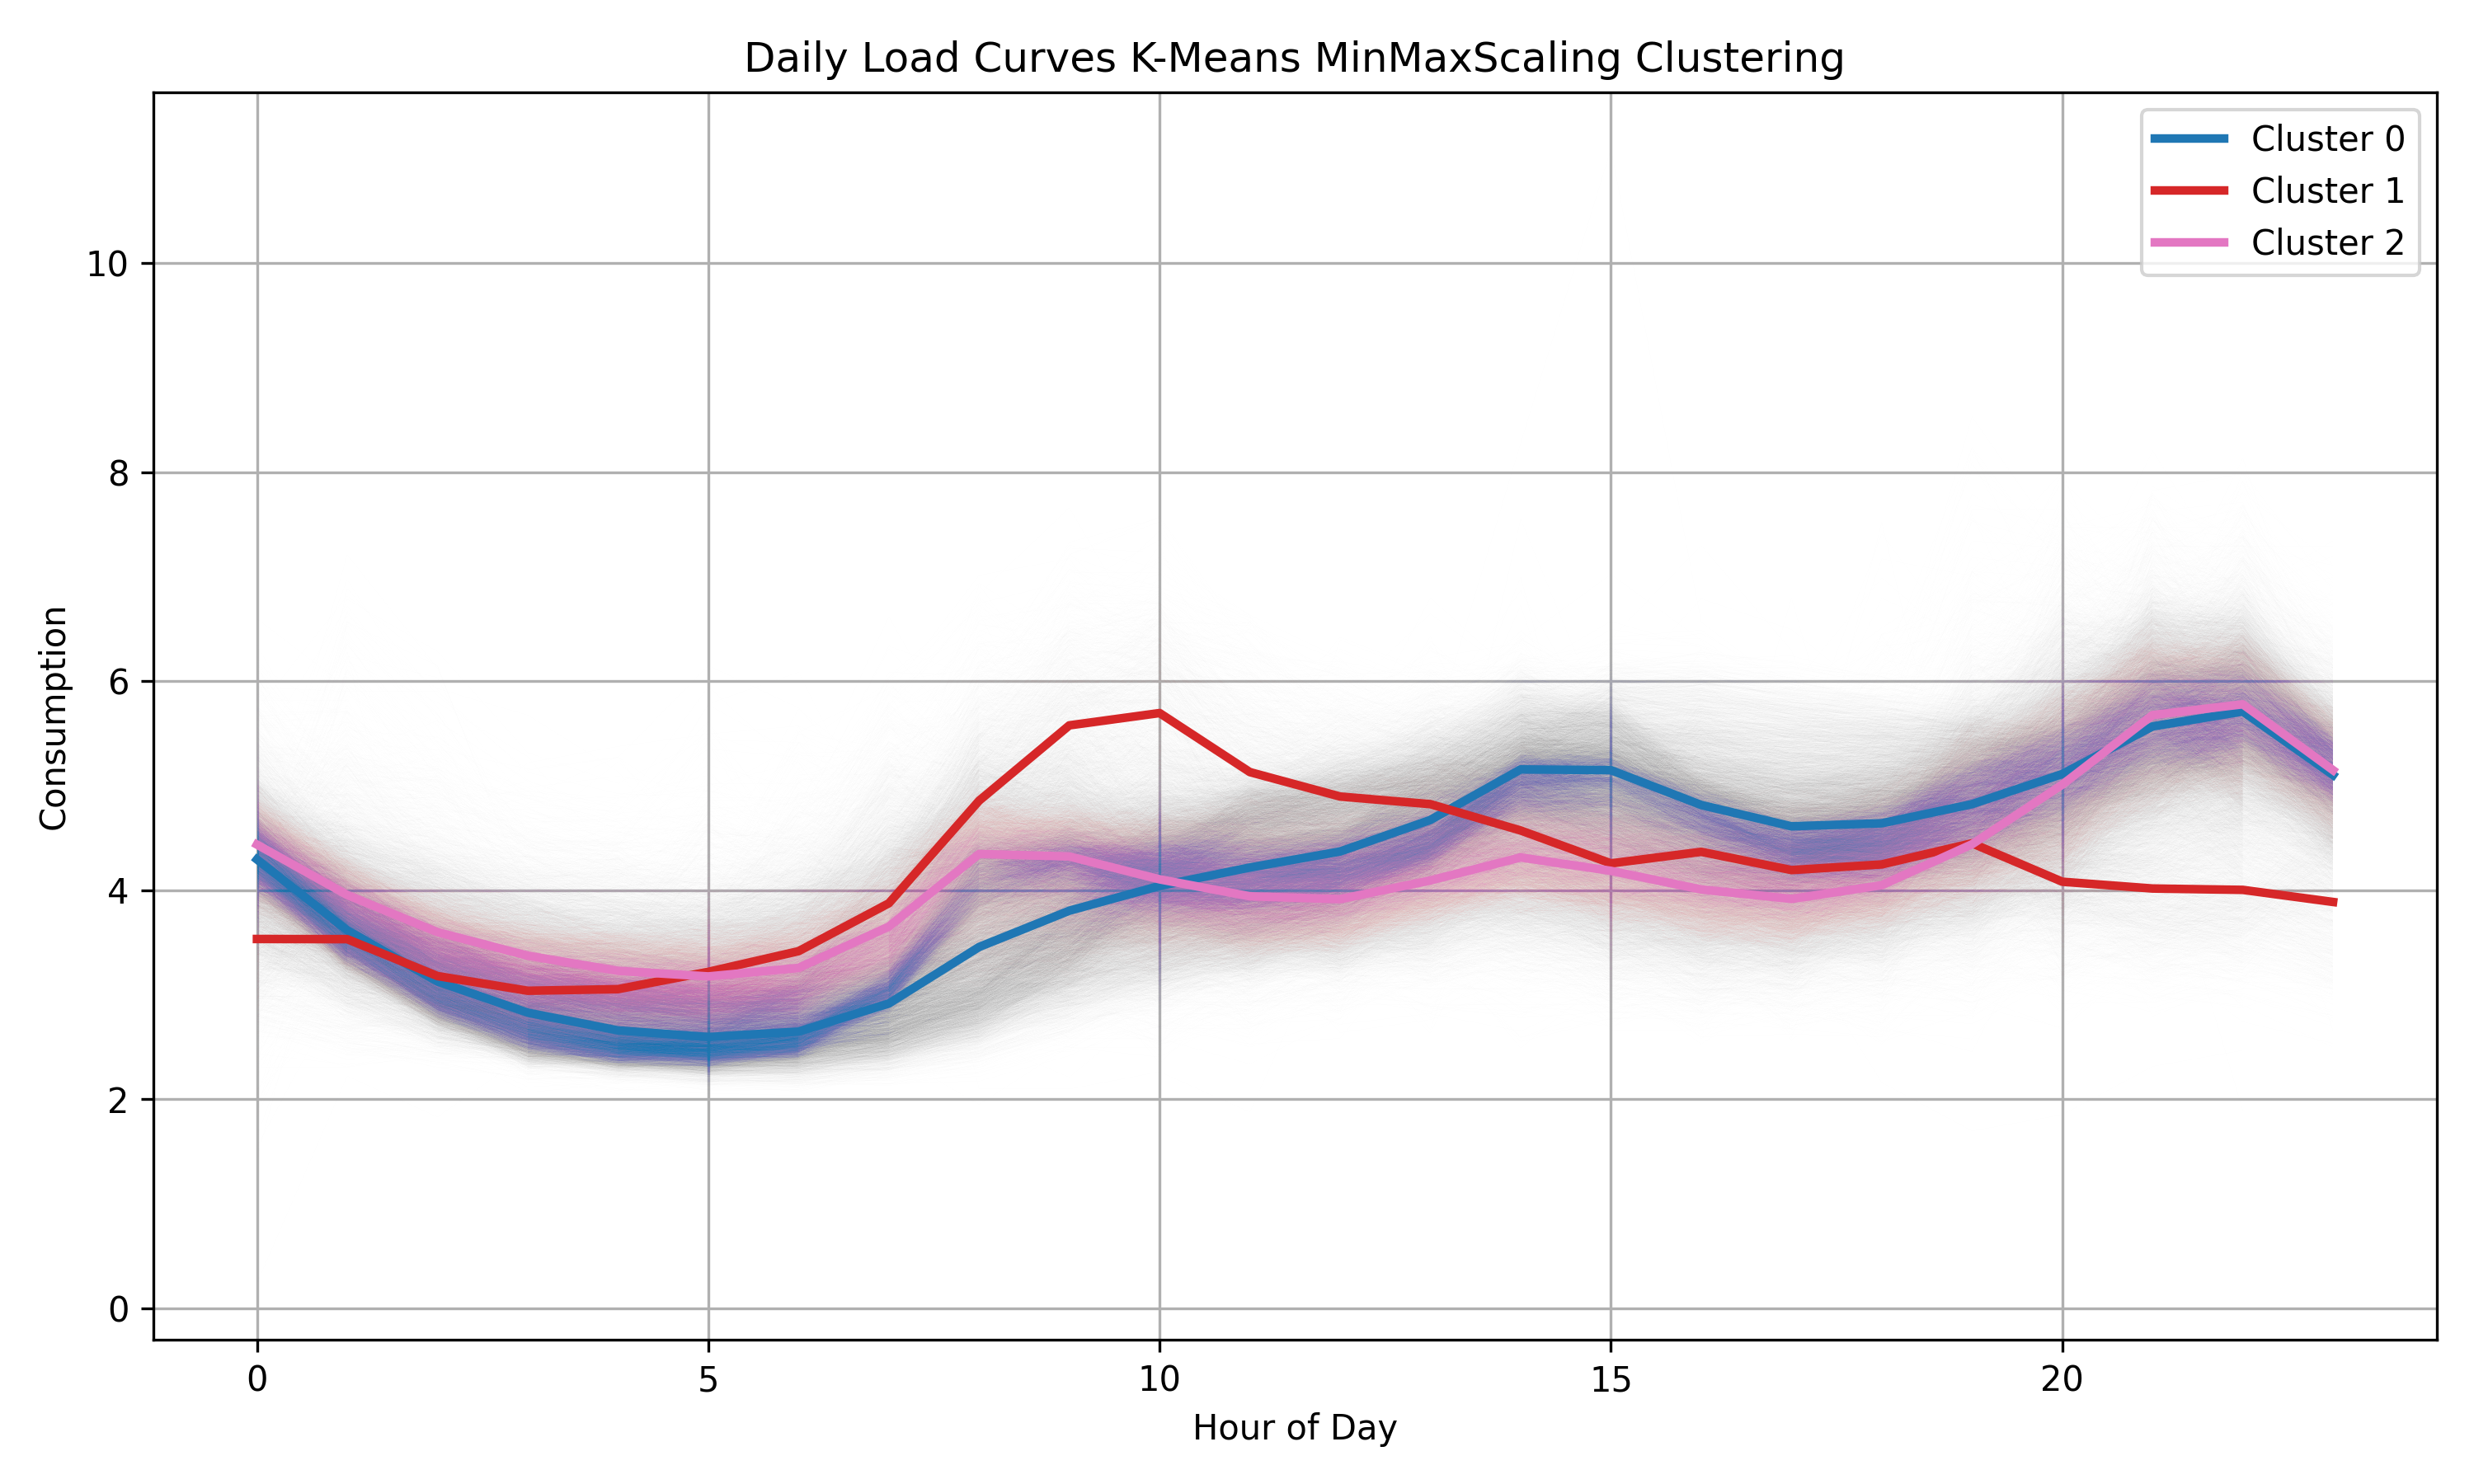 Daily Load Curves K-Means MinMaxScaling Clustering
Cluster 0
Cluster 1
Cluster 2
Consumption
10
8
6
4
2
0
0 5 10 15 20
Hour of Day